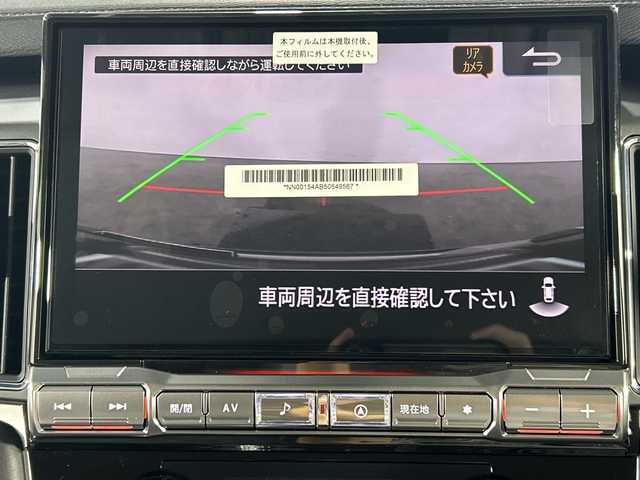 本フィルムは本機取付後、
ご使用前に外してください。
車両周辺を直接確認しながら運転してください
リア
カメラ
*NN00154AB50549567*
車両周辺を直接確認して下さい
開/閉
AV
現在地